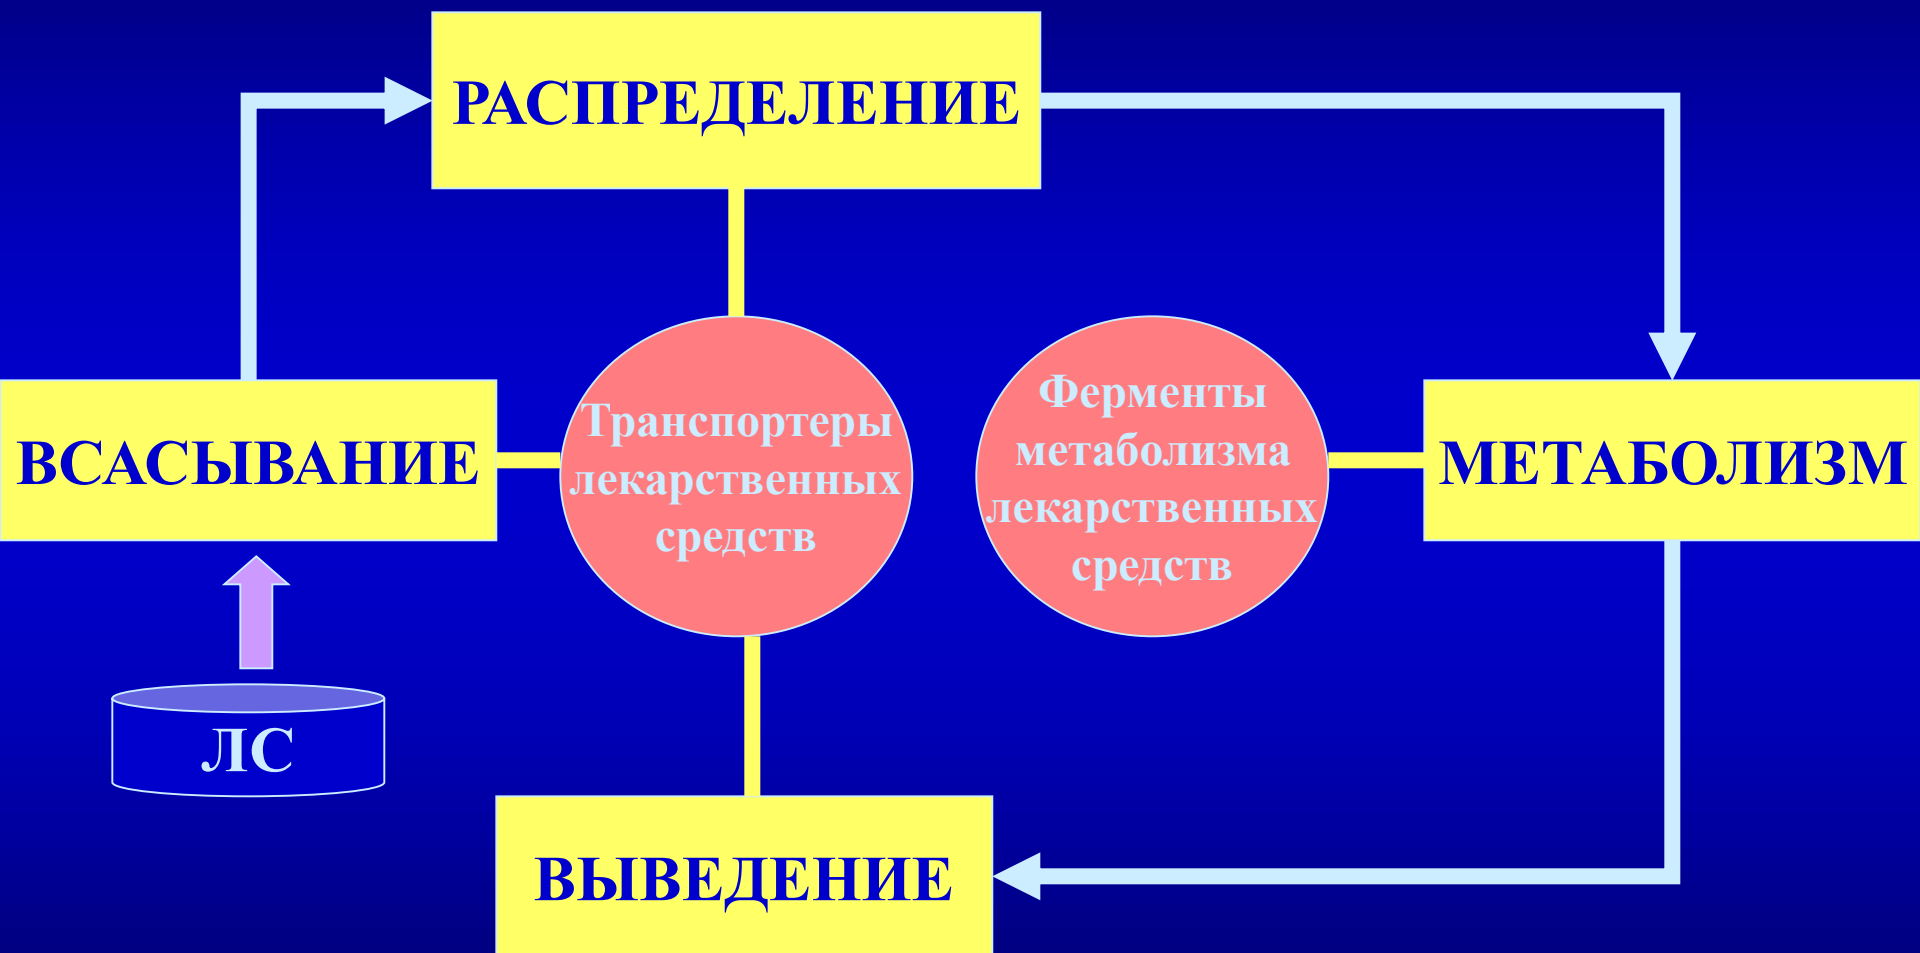 РАСПРЕДЕЛЕНИЕ
ВСАСЫВАНИЕ
Транспортеры
лекарственных
средств
Ферменты
метаболизма
лекарственных
средств
МЕТАБОЛИЗМ
ЛС
ВЫВЕДЕНИЕ